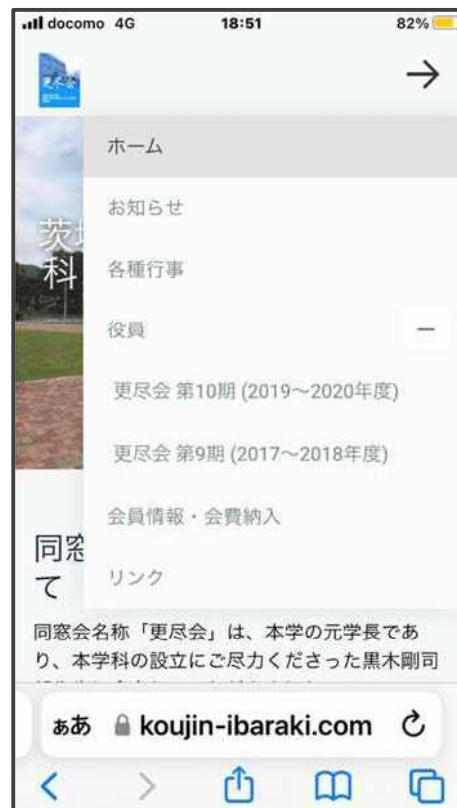 docomo 4G 18:51 82%
更尽会
ホーム
お知らせ
各種行事
役員
更尽会 第10期 (2019～2020年度)
更尽会 第9期 (2017～2018年度)
会員情報・会費納入
リンク
科
同窓
て
同窓会名称「更尽会」は、本学の元学長であ
り、本学科の設立にご尽力くださった黒木剛司
ぁあ koujin-ibaraki.com